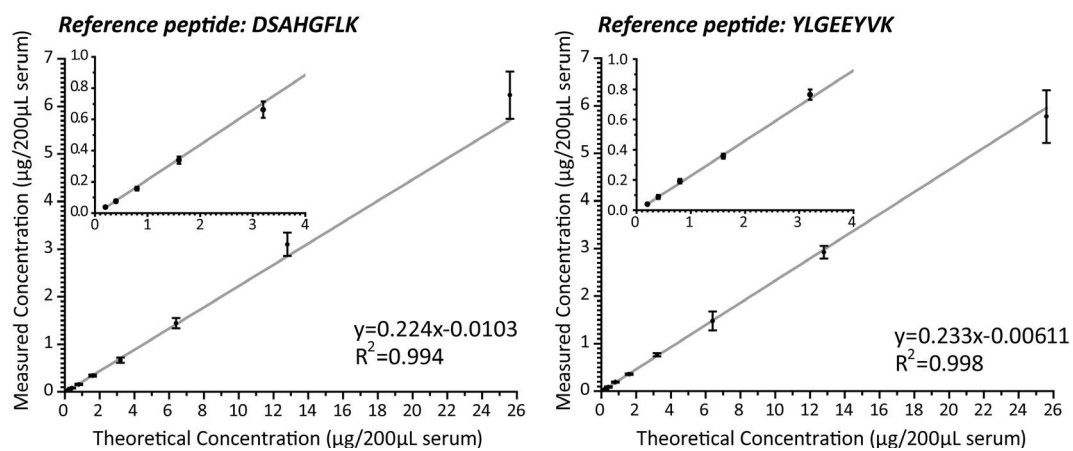 Reference peptide: DSAHGFLK
Measured Concentration (µg/200µL serum)
7
6
5
4
3
2
1
0
1.0
0.8
0.6
0.4
0.2
0.0
0 1 2 3 4
y=0.224x-0.0103
R2=0.994
0 2 4 6 8 10 12 14 16 18 20 22 24 26
Theoretical Concentration (µg/200µL serum)
Reference peptide: YLGEEYVK
Measured Concentration (µg/200µL serum)
7
6
5
4
3
2
1
0
1.0
0.8
0.6
0.4
0.2
0.0
0 1 2 3 4
y=0.233x-0.00611
R2=0.998
0 2 4 6 8 10 12 14 16 18 20 22 24 26
Theoretical Concentration (µg/200µL serum)